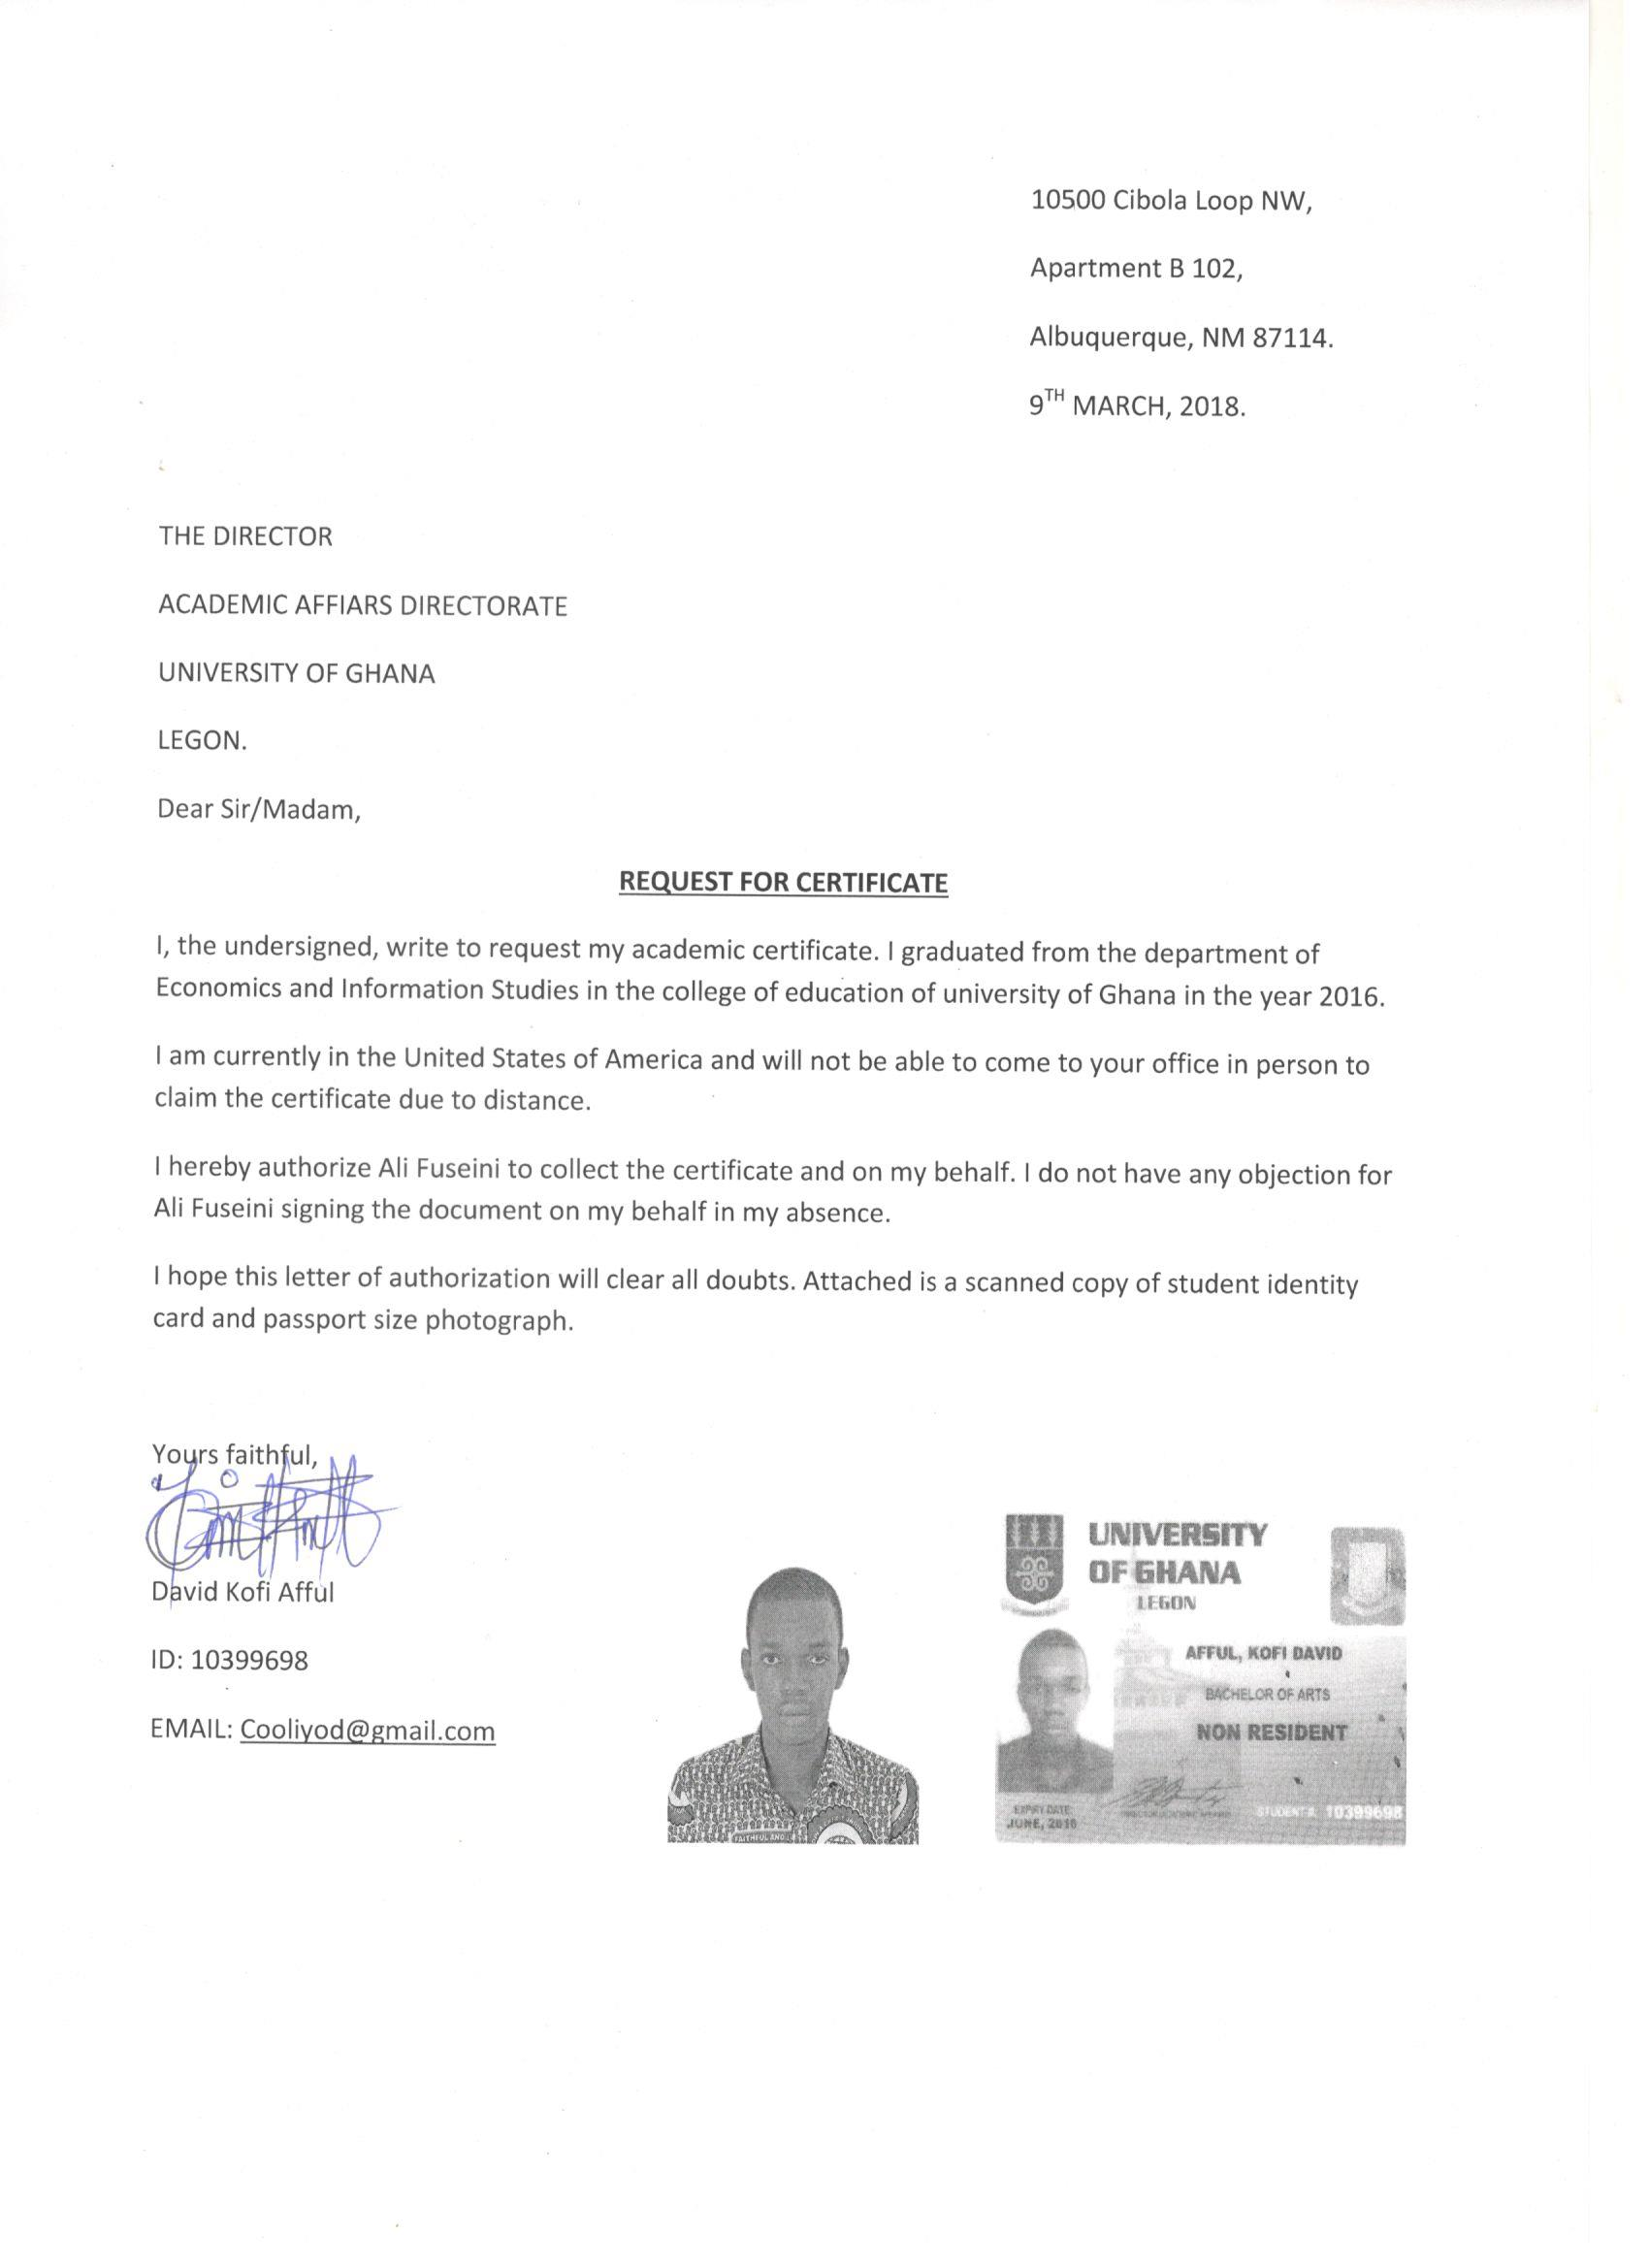 10500 Cibola Loop NW,
Apartment B 102,
Albuquerque, NM 87114.
9TH MARCH, 2018.
THE DIRECTOR
ACADEMIC AFFIARS DIRECTORATE
UNIVERSITY OF GHANA
LEGON.
Dear Sir/Madam,
REQUEST FOR CERTIFICATE
I, the undersigned, write to request my academic certificate. I graduated from the department of
Economics and Information Studies in the college of education of university of Ghana in the year 2016.
I am currently in the United States of America and will not be able to come to your office in person to
claim the certificate due to distance.
I hereby authorize Ali Fuseini to collect the certificate and on my behalf. I do not have any objection for
Ali Fuseini signing the document on my behalf in my absence.
I hope this letter of authorization will clear all doubts. Attached is a scanned copy of student identity
card and passport size photograph.
Yours faithful,
David Kofi Afful
ID: 10399698
EMAIL: Cooliyod@gmail.com
FAITHFUL AND
UNIVERSITY
OF GHANA
LEGON
AFFUL, KOFI DAVID
BACHELOR OF ARTS
NON RESIDENT
EXPIRY DATE:
JUNE, 2016
STUDENT #: 10399698